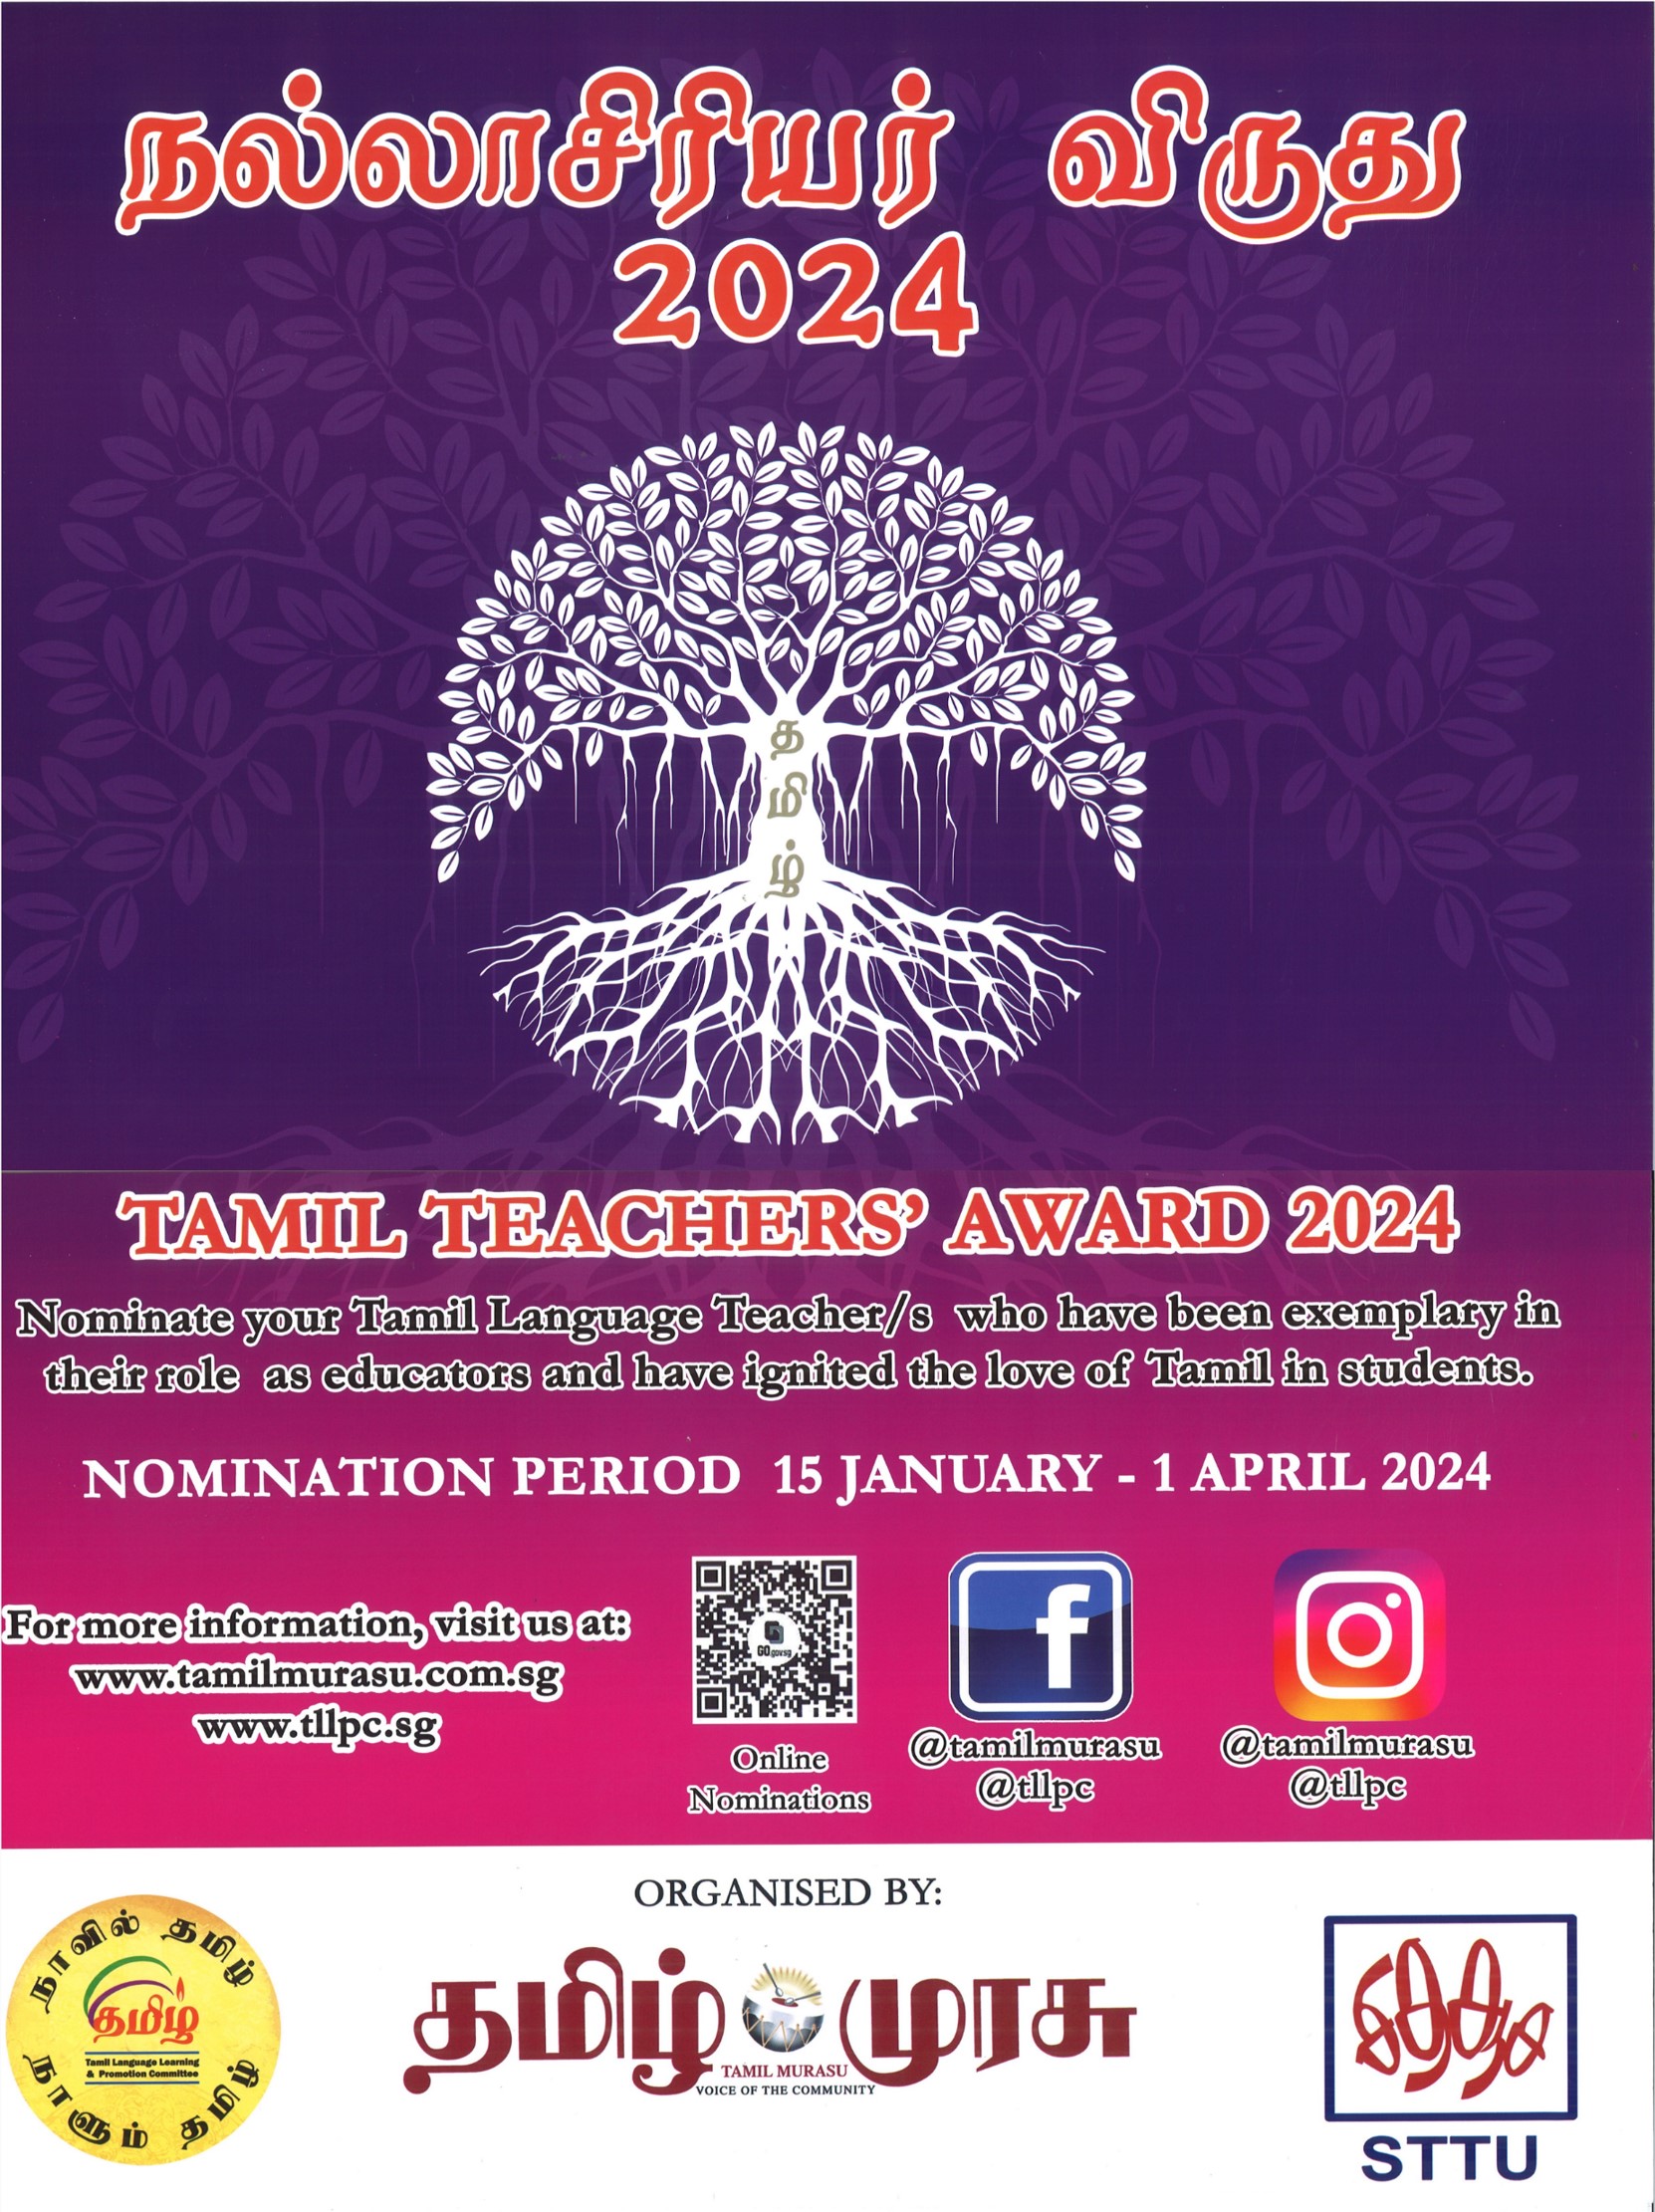 நல்லாசிரியர் விருது
2024
த
மி
ழ்
TAMIL TEACHERS' AWARD 2024
Nominate your Tamil Language Teacher/s who have been exemplary in
their role as educators and have ignited the love of Tamil in students.
NOMINATION PERIOD 15 JANUARY - 1 APRIL 2024
For more information, visit us at:
www.tamilmurasu.com.sg
www.tllpc.sg
GO.gov.sg
Online
Nominations
@tamilmurasu
@tllpc
@tamilmurasu
@tllpc
ORGANISED BY:
நாவில் தமிழ்
தமிழ்
Tamil Language Learning
& Promotion Committee
நாளும் தமிழ்
தமிழ் முரசு
TAMIL MURASU
VOICE OF THE COMMUNITY
STTU